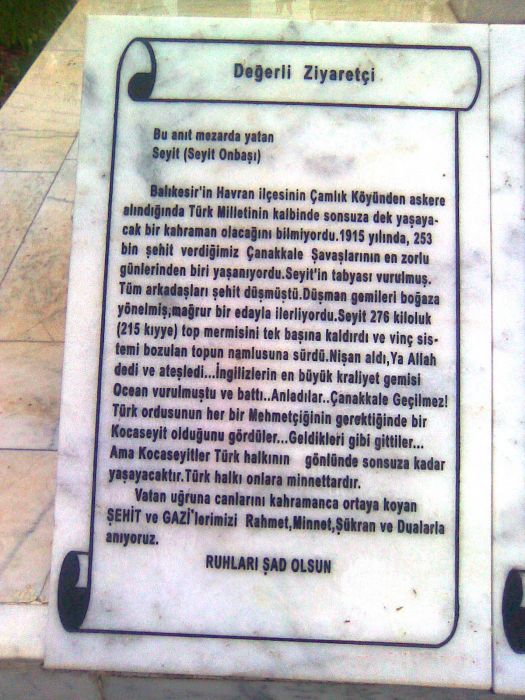 Değerli Ziyaretçi
Bu anıt mezarda yatan
Seyit (Seyit Onbaşı)
Balıkesir'in Havran ilçesinin Çamlık Köyünden askere
alındığında Türk Milletinin kalbinde sonsuza dek yaşaya-
cak bir kahraman olacağını bilmiyordu.1915 yılında, 253
bin şehit verdiğimiz Çanakkale Şavaşlarının en zorlu
günlerinden biri yaşanıyordu.Seyit'in tabyası vurulmuş.
Tüm arkadaşları şehit düşmüştü.Düşman gemileri boğaza
yönelmiş,mağrur bir edayla ilerliyordu.Seyit 276 kiloluk
(215 kıyye) top mermisini tek başına kaldırdı ve vinç sis-
temi bozulan topun namlusuna sürdü.Nişan aldı,Ya Allah
dedi ve ateşledi...İngilizlerin en büyük kraliyet gemisi
Ocean vurulmuştu ve battı..Anladılar..Çanakkale Geçilmez!
Türk ordusunun her bir Mehmetçiğinin gerektiğinde bir
Kocaseyit olduğunu gördüler...Geldikleri gibi gittiler...
Ama Kocaseyitler Türk halkının gönlünde sonsuza kadar
yaşayacaktır.Türk halkı onlara minnettardır.
Vatan uğruna canlarını kahramanca ortaya koyan
ŞEHİT ve GAZİ'lerimizi Rahmet,Minnet,Şükran ve Dualarla
anıyoruz.
RUHLARI ŞAD OLSUN